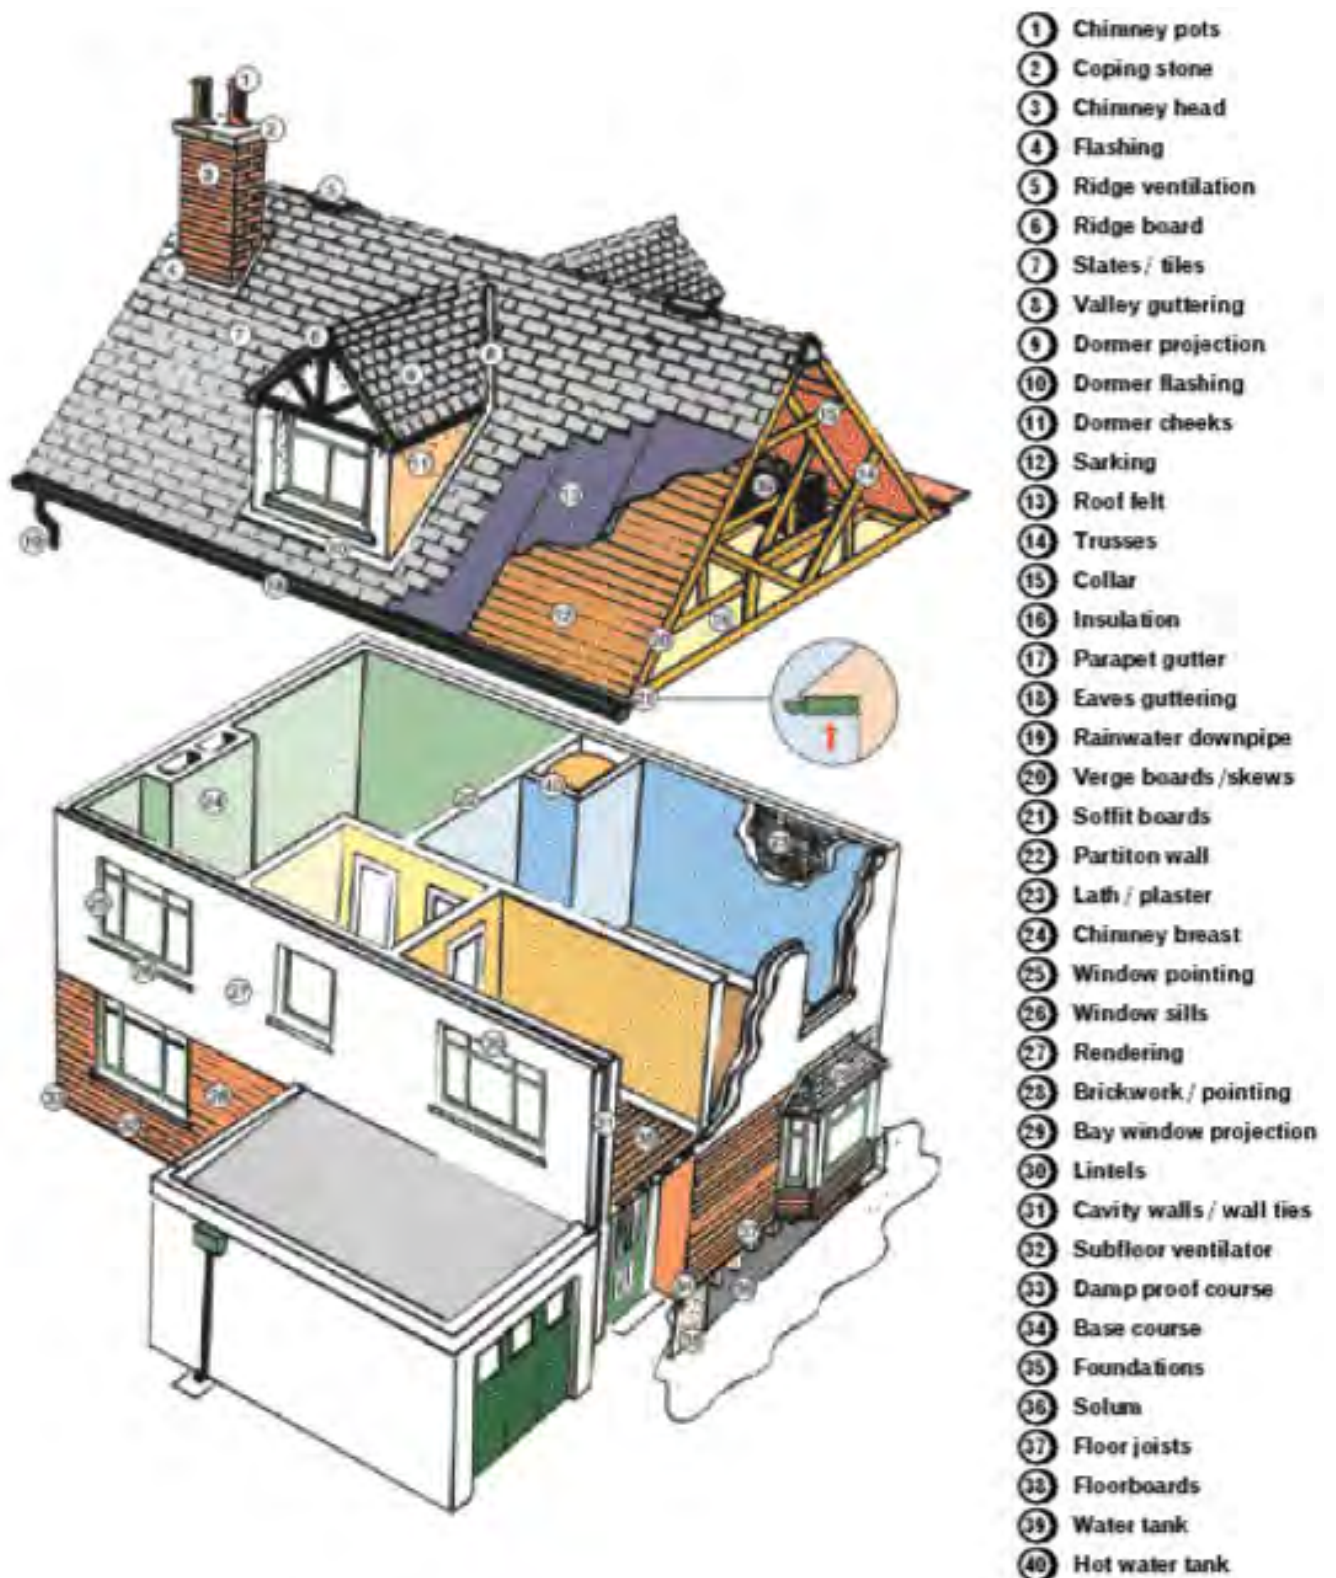 1 Chimney pots
2 Coping stone
3 Chimney head
4 Flashing
5 Ridge ventilation
6 Ridge board
7 Slates / tiles
8 Valley guttering
9 Dormer projection
10 Dormer flashing
11 Dormer cheeks
12 Sarking
13 Roof felt
14 Trusses
15 Collar
16 Insulation
17 Parapet gutter
18 Eaves guttering
19 Rainwater downpipe
20 Verge boards / skews
21 Soffit boards
22 Partiton wall
23 Lath / plaster
24 Chimney breast
25 Window pointing
26 Window sills
27 Rendering
28 Brickwork / pointing
29 Bay window projection
30 Lintels
31 Cavity walls / wall ties
32 Subfloor ventilator
33 Damp proof course
34 Base course
35 Foundations
36 Solum
37 Floor joists
38 Floorboards
39 Water tank
40 Hot water tank